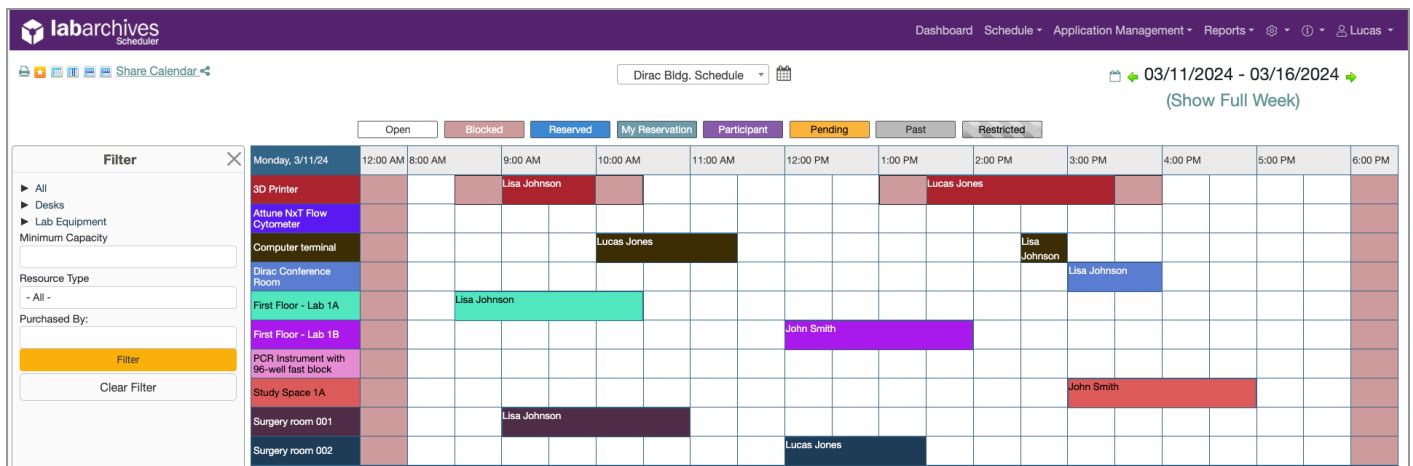 labarchives
Scheduler
Dashboard Schedule Application Management Reports Lucas
Share Calendar
Dirac Bldg. Schedule
03/11/2024 - 03/16/2024
(Show Full Week)
Open Blocked Reserved My Reservation Participant Pending Past Restricted
Filter
All
Desks
Lab Equipment
Minimum Capacity
Resource Type
- All -
Purchased By:
Filter
Clear Filter
Monday, 3/11/24 12:00 AM 8:00 AM 9:00 AM 10:00 AM 11:00 AM 12:00 PM 1:00 PM 2:00 PM 3:00 PM 4:00 PM 5:00 PM 6:00 PM
3D Printer Lisa Johnson Lucas Jones
Attune NxT Flow
Cytometer
Computer terminal Lucas Jones Lisa
Johnson
Dirac Conference
Room Lisa Johnson
First Floor - Lab 1A Lisa Johnson
First Floor - Lab 1B John Smith
PCR Instrument with
96-well fast block
Study Space 1A John Smith
Surgery room 001 Lisa Johnson
Surgery room 002 Lucas Jones